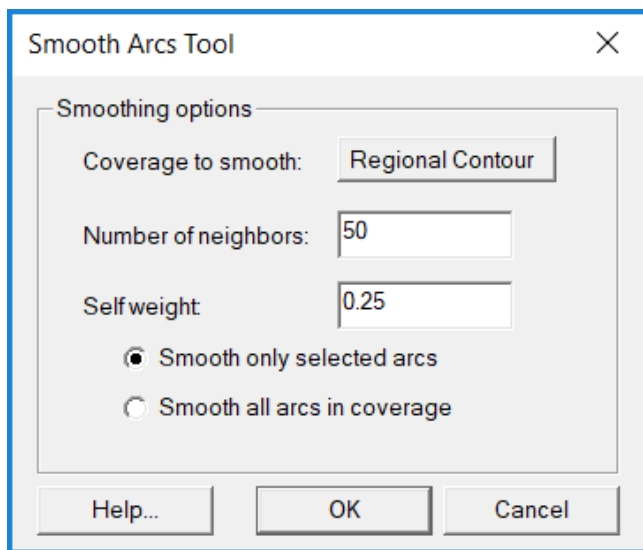 Smooth Arcs Tool
Smoothing options
Coverage to smooth: Regional Contour
Number of neighbors: 50
Self weight: 0.25
Smooth only selected arcs
Smooth all arcs in coverage
Help... OK Cancel